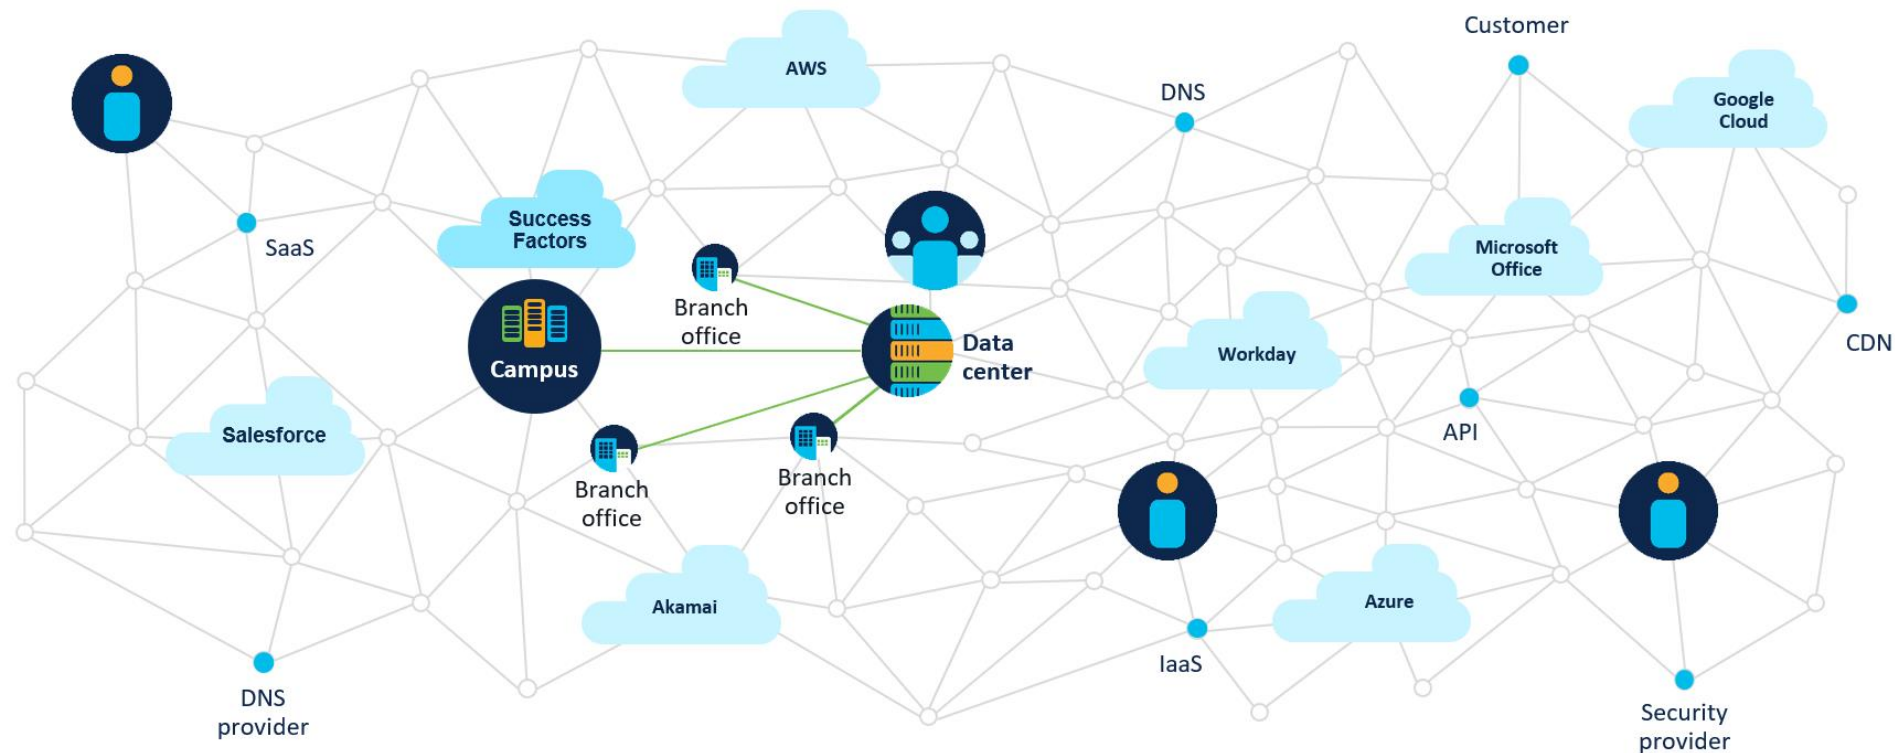 Customer
AWS
DNS
Google
Cloud
Success
Factors
SaaS
Microsoft
Office
Branch
office
Campus
Data
center
Workday
CDN
Salesforce
API
Branch
office
Branch
office
Akamai
Azure
IaaS
DNS
provider
Security
provider